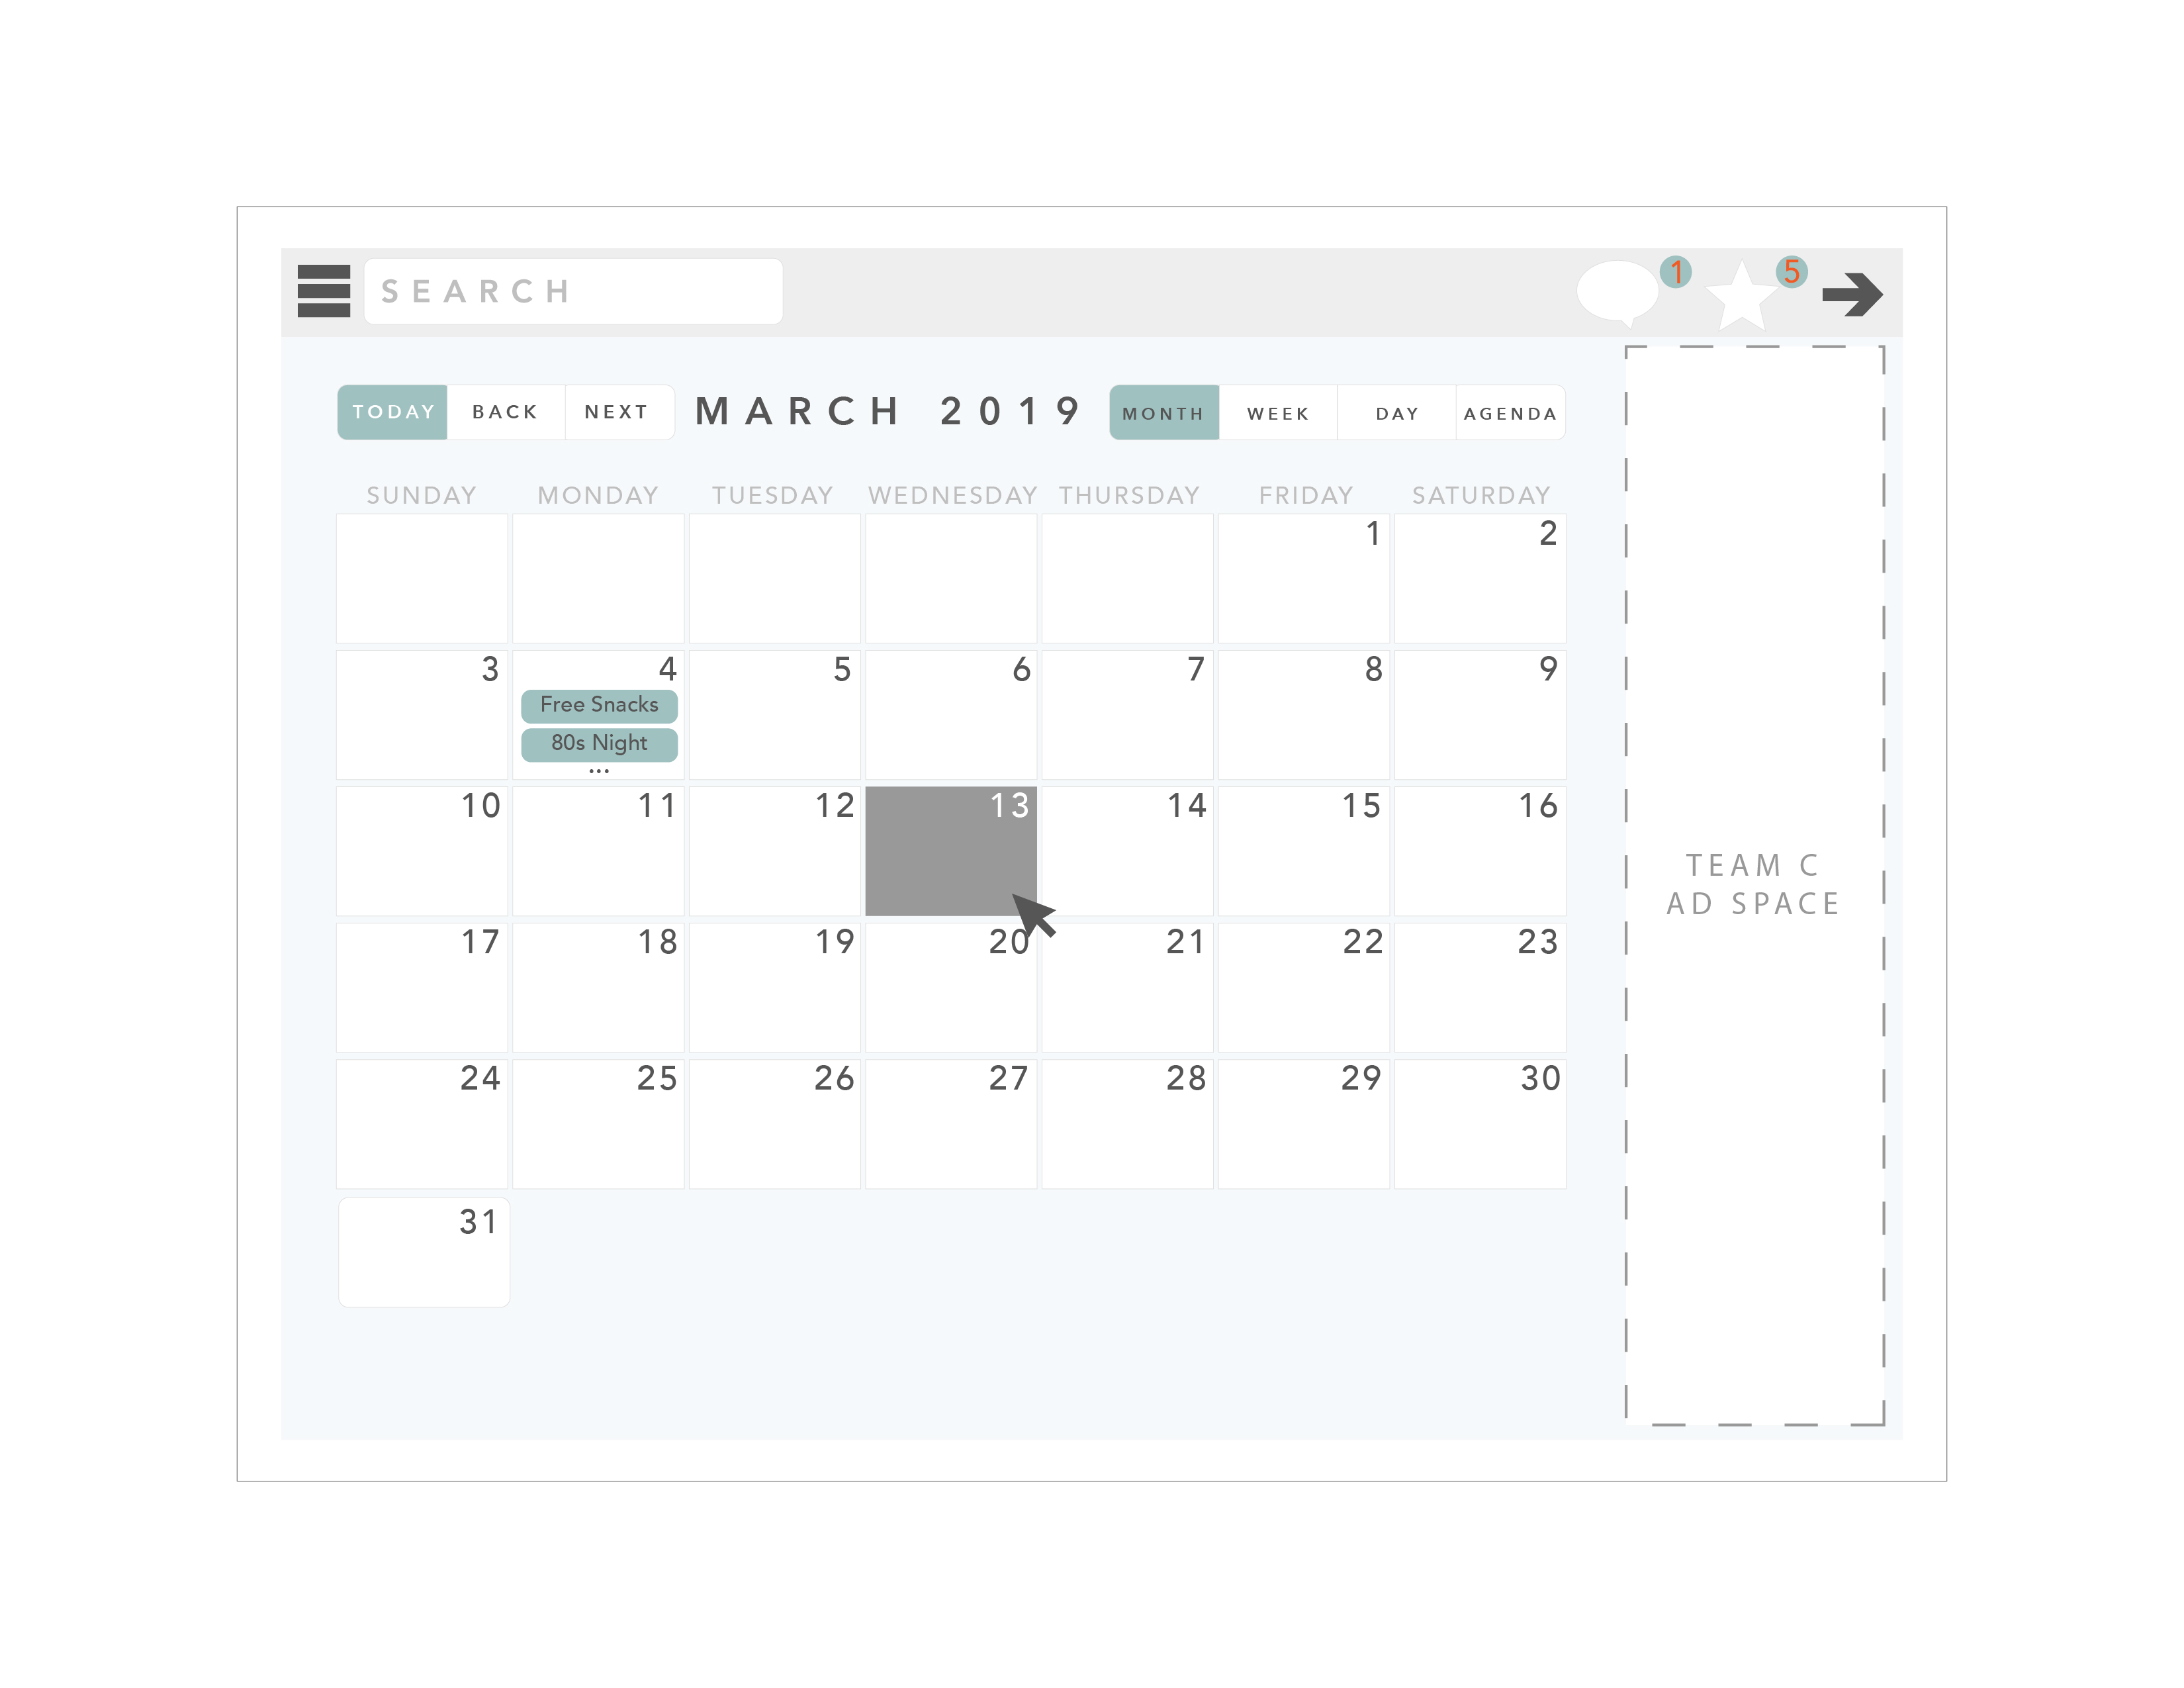 SEARCH 1 5
TODAY BACK NEXT MARCH 2019 MONTH WEEK DAY AGENDA
SUNDAY MONDAY TUESDAY WEDNESDAY THURSDAY FRIDAY SATURDAY
1 2
3 4 5 6 7 8 9
Free Snacks
80s Night
...
10 11 12 13 14 15 16
TEAM C
AD SPACE
17 18 19 20 21 22 23
24 25 26 27 28 29 30
31